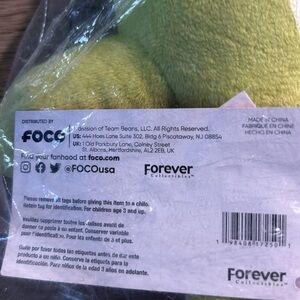 DISTRIBUTED BY
FOCO
division of Team Beans, LLC. All Rights Reserved.
US: 444 Hoes Lane Suite 302, Bldg 6 Piscataway, NJ 08854
UK: 1 Old Parkbury Lane, Colney Street
St. Albans, Hertfordshire, AL2 2EB, UK
MADE IN CHINA
FABRIQUÉ EN CHINE
HECHO EN CHINA
Find your fanhood at foco.com
@FOCOusa
Forever
Collectibles
Please remove all tags before giving this item to a child.
Retain tag for identification. For children age 3 and up.
Veuillez supprimer toutes les avant de
donner ce poste à un enfant. Conserver variable
pour l'identification. Pour les enfants de 3 et plus.
Quite por favor todas las etiquetas antes de dar este
producto a un niño. Conserve la etiqueta para la
identificación. Para niños de la edad 3 años en adelante.
Forever
Collectibles